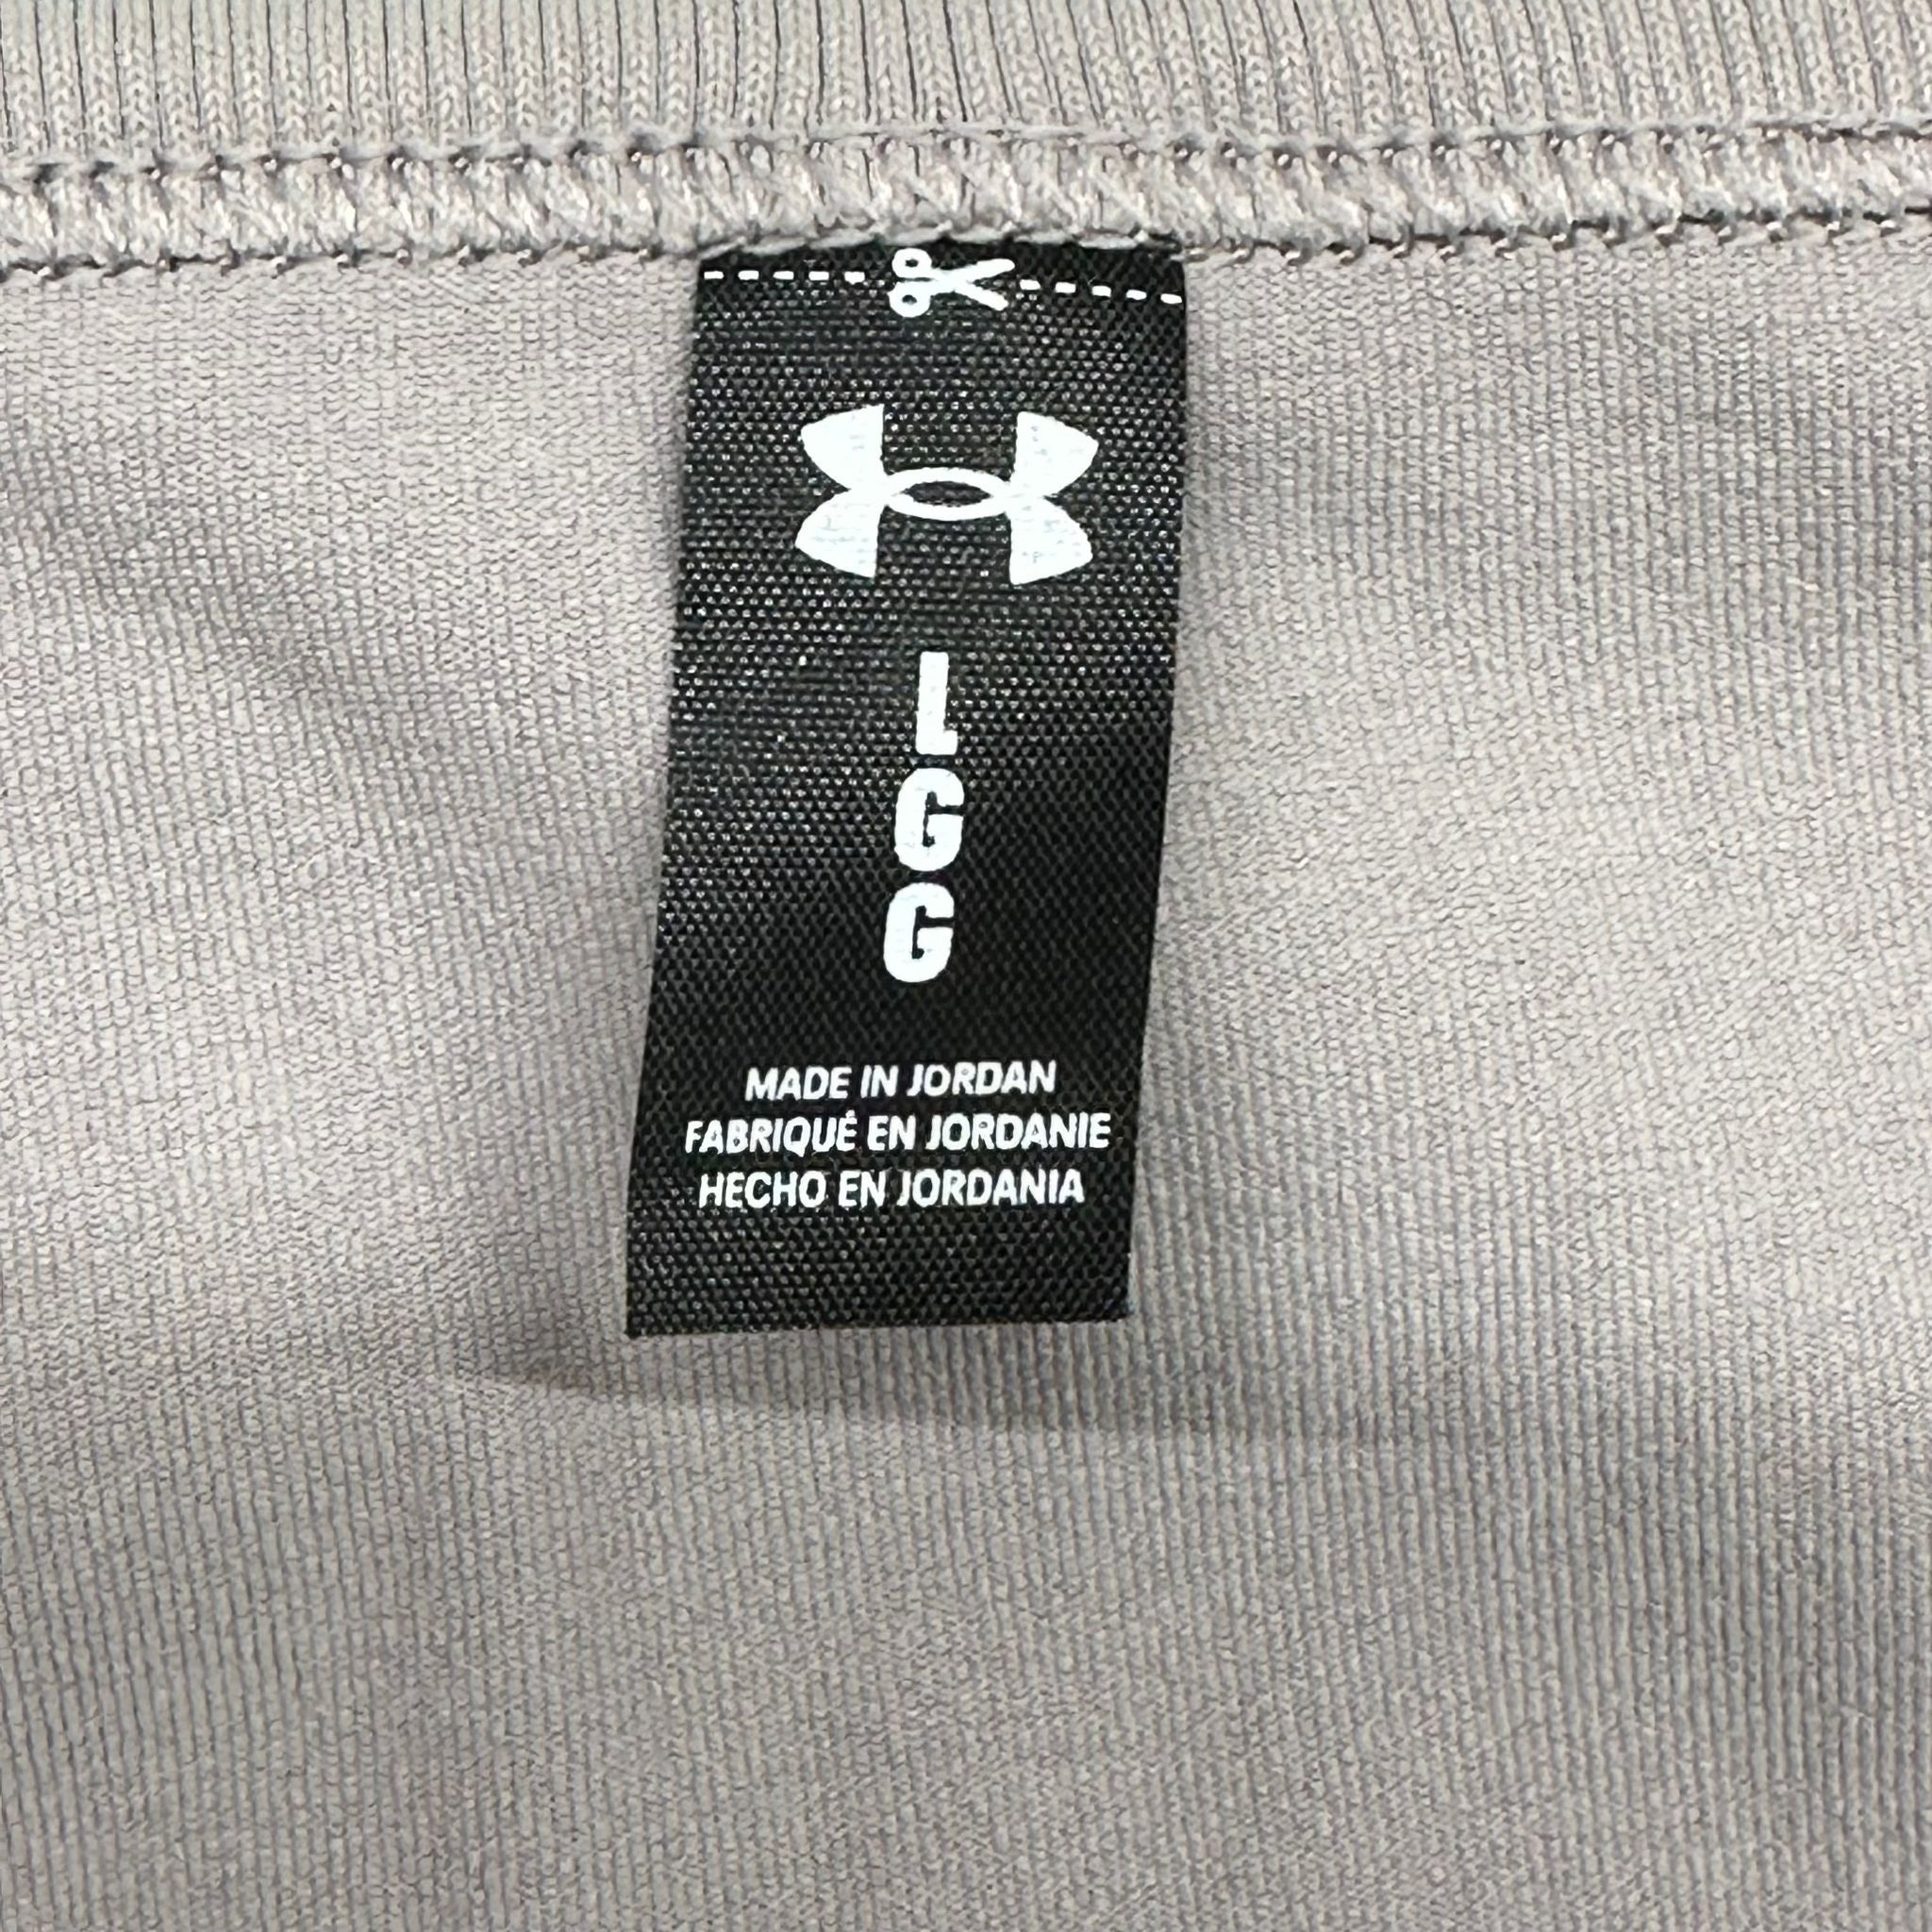 L
G
G
MADE IN JORDAN
FABRIQUÉ EN JORDANIE
HECHO EN JORDANIA